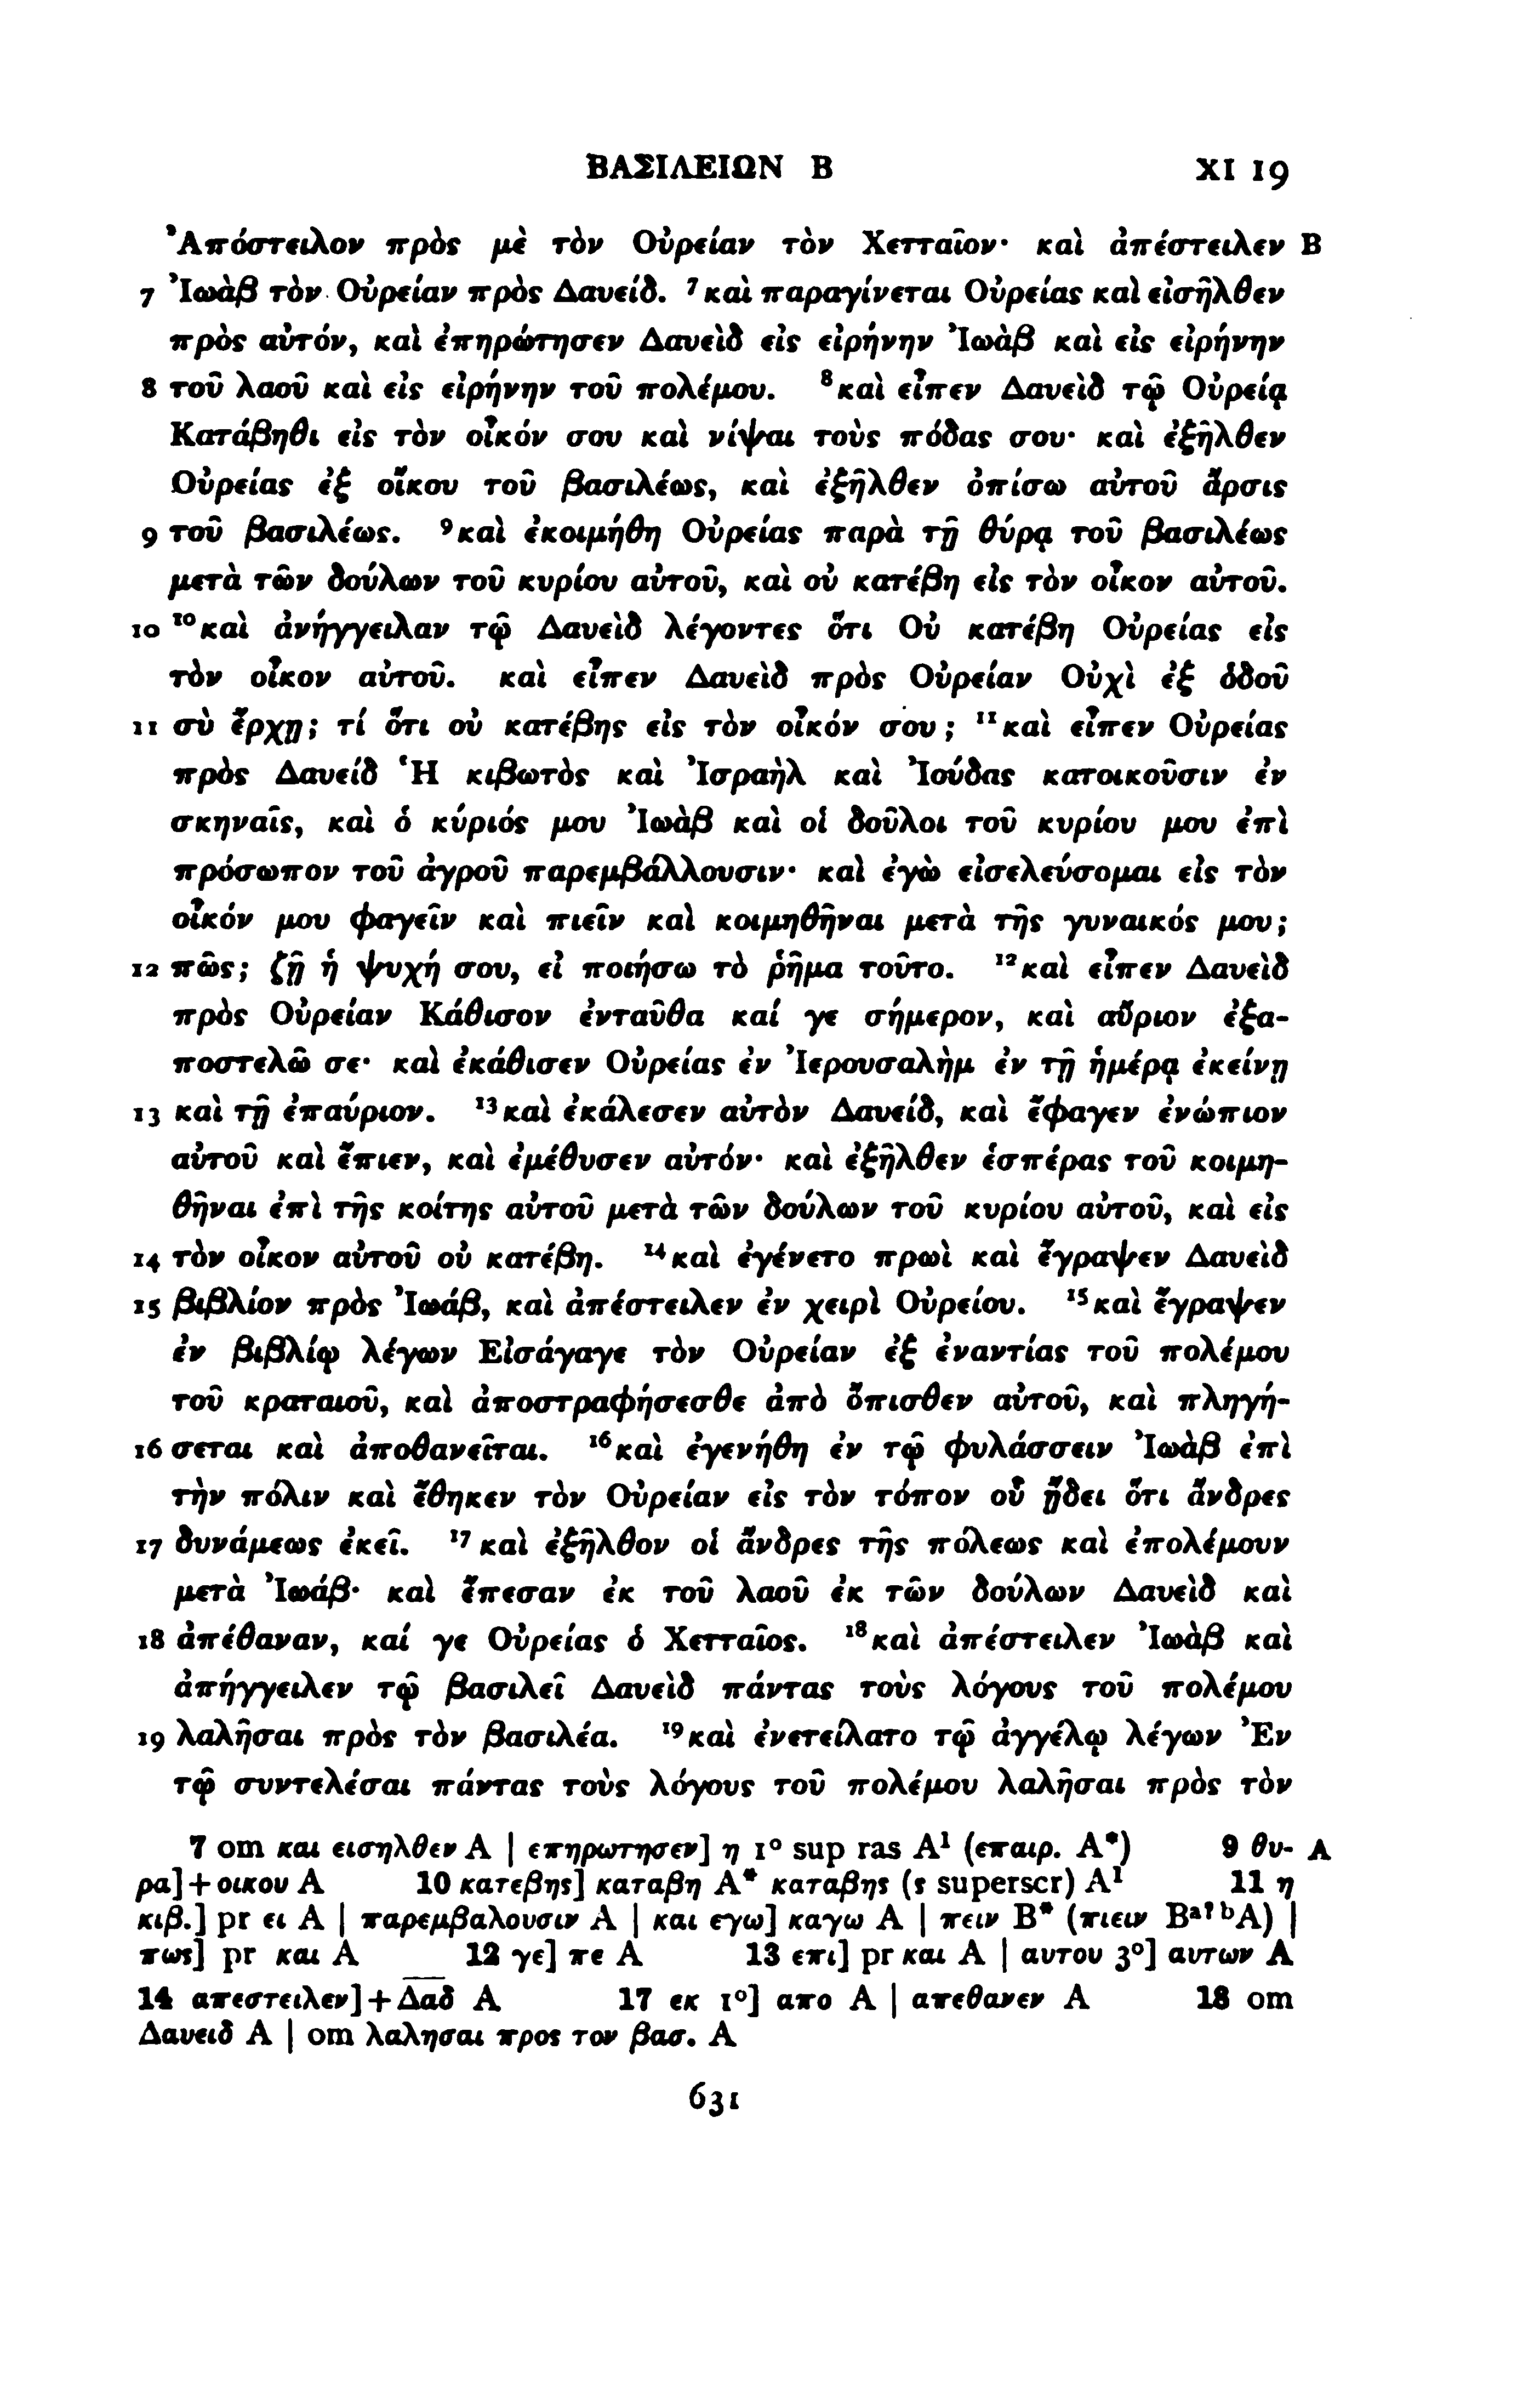 ΒΑΣΙΛΕΙΩΝ Β XI 19
Ἀπόστειλον πρὸς μὲ τὸν Οὐρείαν τὸν Χετταῖον· καὶ ἀπέστειλεν B
7 Ἰωὰβ τὸν Οὐρείαν πρὸς Δαυείδ. ⁷καὶ παραγίνεται Οὐρείας καὶ εἰσῆλθεν
πρὸς αὐτόν, καὶ ἐπηρώτησεν Δαυεὶδ εἰς εἰρήνην Ἰωὰβ καὶ εἰς εἰρήνην
8 τοῦ λαοῦ καὶ εἰς εἰρήνην τοῦ πολέμου. ⁸καὶ εἶπεν Δαυεὶδ τῷ Οὐρείᾳ
Κατάβηθι εἰς τὸν οἶκόν σου καὶ νίψαι τοὺς πόδας σου· καὶ ἐξῆλθεν
Οὐρείας ἐξ οἴκου τοῦ βασιλέως, καὶ ἐξῆλθεν ὀπίσω αὐτοῦ ἄρσις
9 τοῦ βασιλέως. ⁹καὶ ἐκοιμήθη Οὐρείας παρὰ τῇ θύρᾳ τοῦ βασιλέως
μετὰ τῶν δούλων τοῦ κυρίου αὐτοῦ, καὶ οὐ κατέβη εἰς τὸν οἶκον αὐτοῦ.
10 ¹⁰καὶ ἀνήγγειλαν τῷ Δαυεὶδ λέγοντες ὅτι Οὐ κατέβη Οὐρείας εἰς
τὸν οἶκον αὐτοῦ. καὶ εἶπεν Δαυεὶδ πρὸς Οὐρείαν Οὐχὶ ἐξ ὁδοῦ
11 σὺ ἔρχῃ; τί ὅτι οὐ κατέβης εἰς τὸν οἶκόν σου; ¹¹καὶ εἶπεν Οὐρείας
πρὸς Δαυείδ Ἡ κιβωτὸς καὶ Ἰσραὴλ καὶ Ἰούδας κατοικοῦσιν ἐν
σκηναῖς, καὶ ὁ κύριός μου Ἰωὰβ καὶ οἱ δοῦλοι τοῦ κυρίου μου ἐπὶ
πρόσωπον τοῦ ἀγροῦ παρεμβάλλουσιν· καὶ ἐγὼ εἰσελεύσομαι εἰς τὸν
οἶκόν μου φαγεῖν καὶ πιεῖν καὶ κοιμηθῆναι μετὰ τῆς γυναικός μου;
12 πῶς; ζῇ ἡ ψυχή σου, εἰ ποιήσω τὸ ῥῆμα τοῦτο. ¹²καὶ εἶπεν Δαυεὶδ
πρὸς Οὐρείαν Κάθισον ἐνταῦθα καί γε σήμερον, καὶ αὔριον ἐξα-
ποστελῶ σε· καὶ ἐκάθισεν Οὐρείας ἐν Ἰερουσαλὴμ ἐν τῇ ἡμέρᾳ ἐκείνῃ
13 καὶ τῇ ἐπαύριον. ¹³καὶ ἐκάλεσεν αὐτὸν Δαυείδ, καὶ ἔφαγεν ἐνώπιον
αὐτοῦ καὶ ἔπιεν, καὶ ἐμέθυσεν αὐτόν· καὶ ἐξῆλθεν ἑσπέρας τοῦ κοιμη-
θῆναι ἐπὶ τῆς κοίτης αὐτοῦ μετὰ τῶν δούλων τοῦ κυρίου αὐτοῦ, καὶ εἰς
14 τὸν οἶκον αὐτοῦ οὐ κατέβη. ¹⁴καὶ ἐγένετο πρωὶ καὶ ἔγραψεν Δαυεὶδ
15 βιβλίον πρὸς Ἰωάβ, καὶ ἀπέστειλεν ἐν χειρὶ Οὐρείου. ¹⁵καὶ ἔγραψεν
ἐν βιβλίῳ λέγων Εἰσάγαγε τὸν Οὐρείαν ἐξ ἐναντίας τοῦ πολέμου
τοῦ κραταιοῦ, καὶ ἀποστραφήσεσθε ἀπὸ ὄπισθεν αὐτοῦ, καὶ πληγή-
16 σεται καὶ ἀποθανεῖται. ¹⁶καὶ ἐγενήθη ἐν τῷ φυλάσσειν Ἰωὰβ ἐπὶ
τὴν πόλιν καὶ ἔθηκεν τὸν Οὐρείαν εἰς τὸν τόπον οὗ ᾔδει ὅτι ἄνδρες
17 δυνάμεως ἐκεῖ. ¹⁷καὶ ἐξῆλθον οἱ ἄνδρες τῆς πόλεως καὶ ἐπολέμουν
μετὰ Ἰωάβ· καὶ ἔπεσαν ἐκ τοῦ λαοῦ ἐκ τῶν δούλων Δαυεὶδ καὶ
18 ἀπέθαναν, καί γε Οὐρείας ὁ Χετταῖος. ¹⁸καὶ ἀπέστειλεν Ἰωὰβ καὶ
ἀπήγγειλεν τῷ βασιλεῖ Δαυεὶδ πάντας τοὺς λόγους τοῦ πολέμου
19 λαλῆσαι πρὸς τὸν βασιλέα. ¹⁹καὶ ἐνετείλατο τῷ ἀγγέλῳ λέγων Ἐν
τῷ συντελέσαι πάντας τοὺς λόγους τοῦ πολέμου λαλῆσαι πρὸς τὸν
7 om και εισηλθεν A | επηρωτησεν] η 1° sup ras A¹ (επαιρ. A*) 9 θυ- A
ρα]+οικου A 10 κατεβης] καταβη A* καταβης (ς superscr) A¹ 11 η
κιβ.] pr ει A | παρεμβαλουσιν A | και εγω] καγω A | πειν B* (πιειν Bᵃ?ᵇA) |
πως] pr και A 12 γε] πε A 13 επι] pr και A | αυτου 3°] αυτων A
14 απεστειλεν]+Δ̅α̅δ̅ A 17 εκ 1°] απο A | απεθανεν A 18 om
Δαυειδ A | om λαλησαι προς τον βασ. A
631